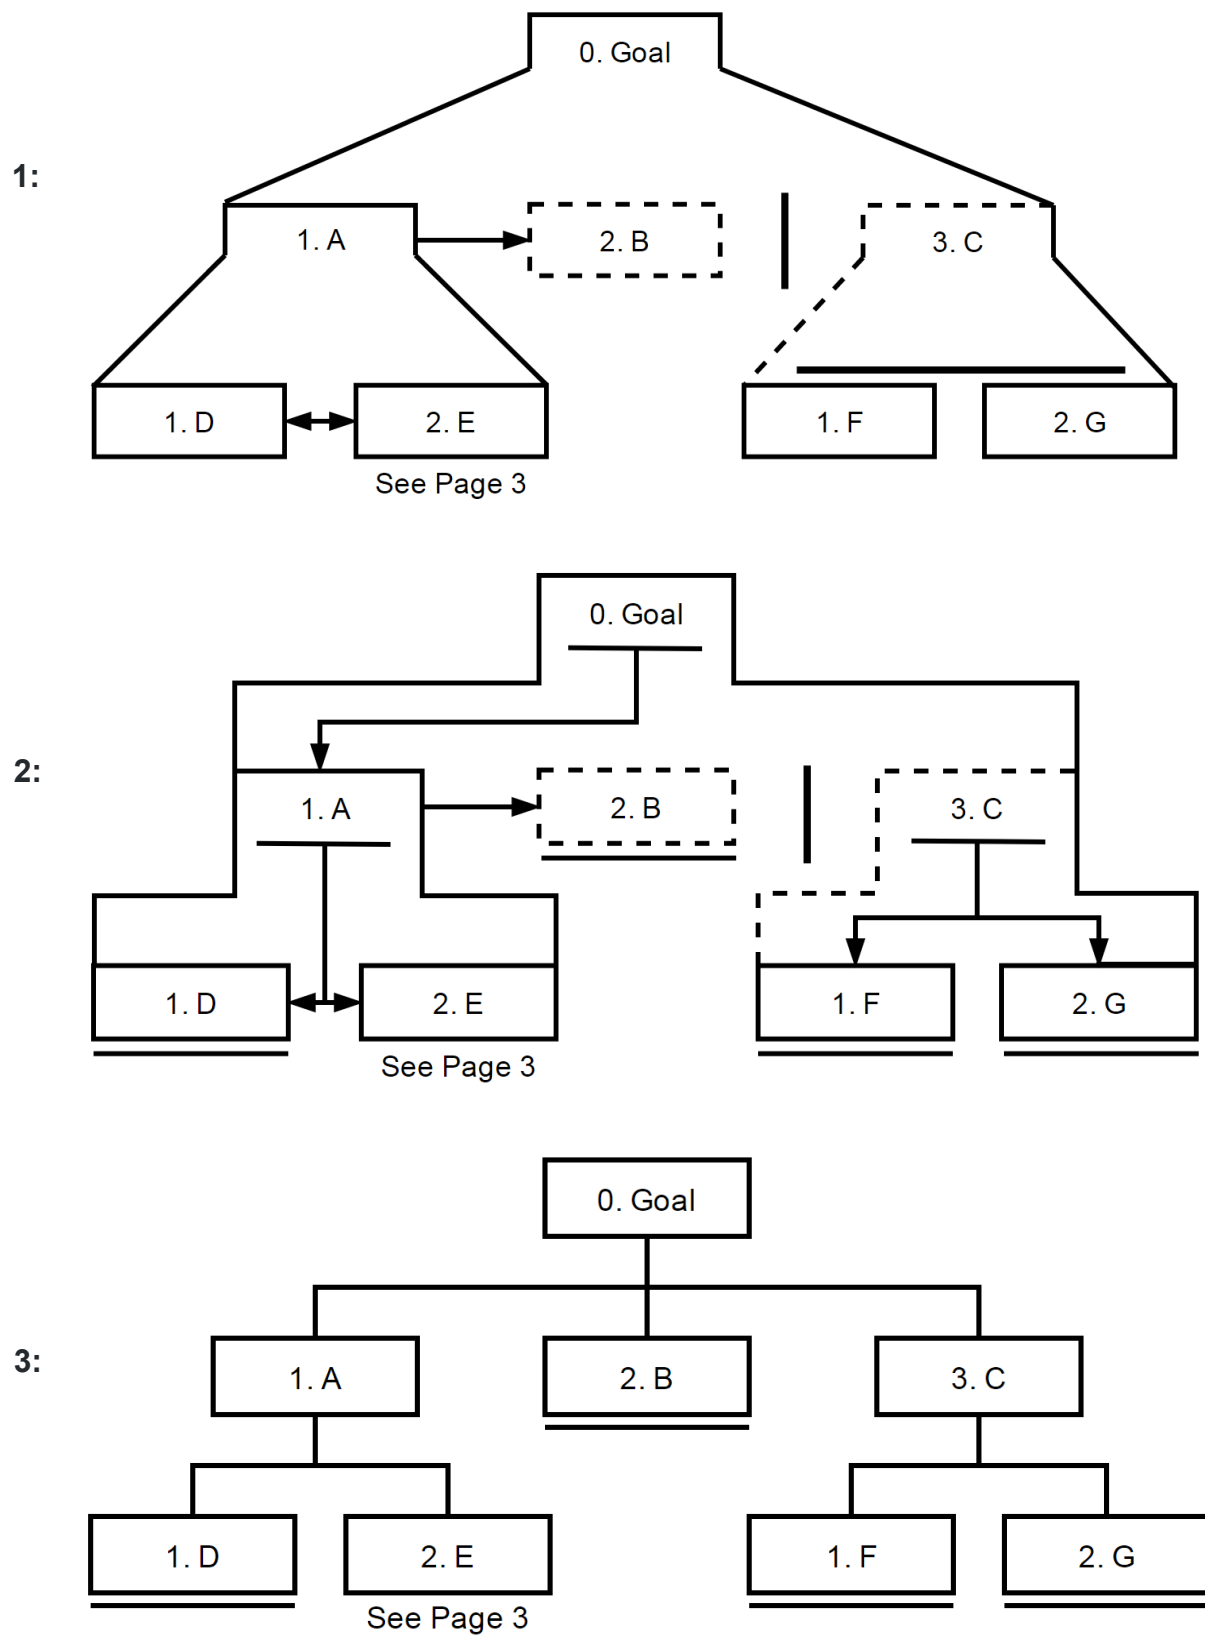 0. Goal
1:
1. A
2. B
3. C
1. D
2. E
1. F
2. G
See Page 3
0. Goal
2:
1. A
2. B
3. C
1. D
2. E
1. F
2. G
See Page 3
0. Goal
3:
1. A
2. B
3. C
1. D
2. E
1. F
2. G
See Page 3